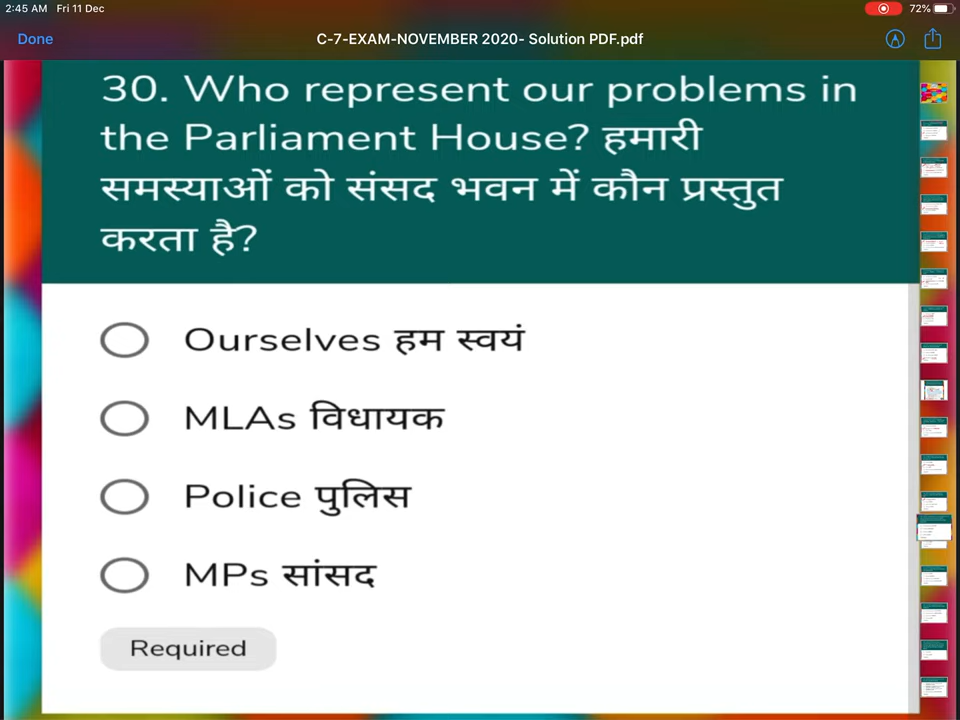 2:45 AM Fri 11 Dec
72%
Done
C-7-EXAM-NOVEMBER 2020- Solution PDF.pdf
30. Who represent our problems in
the Parliament House? हमारी
समस्याओं को संसद भवन में कौन प्रस्तुत
करता है?
Ourselves हम स्वयं
MLAs विधायक
Police पुलिस
MPs सांसद
Required